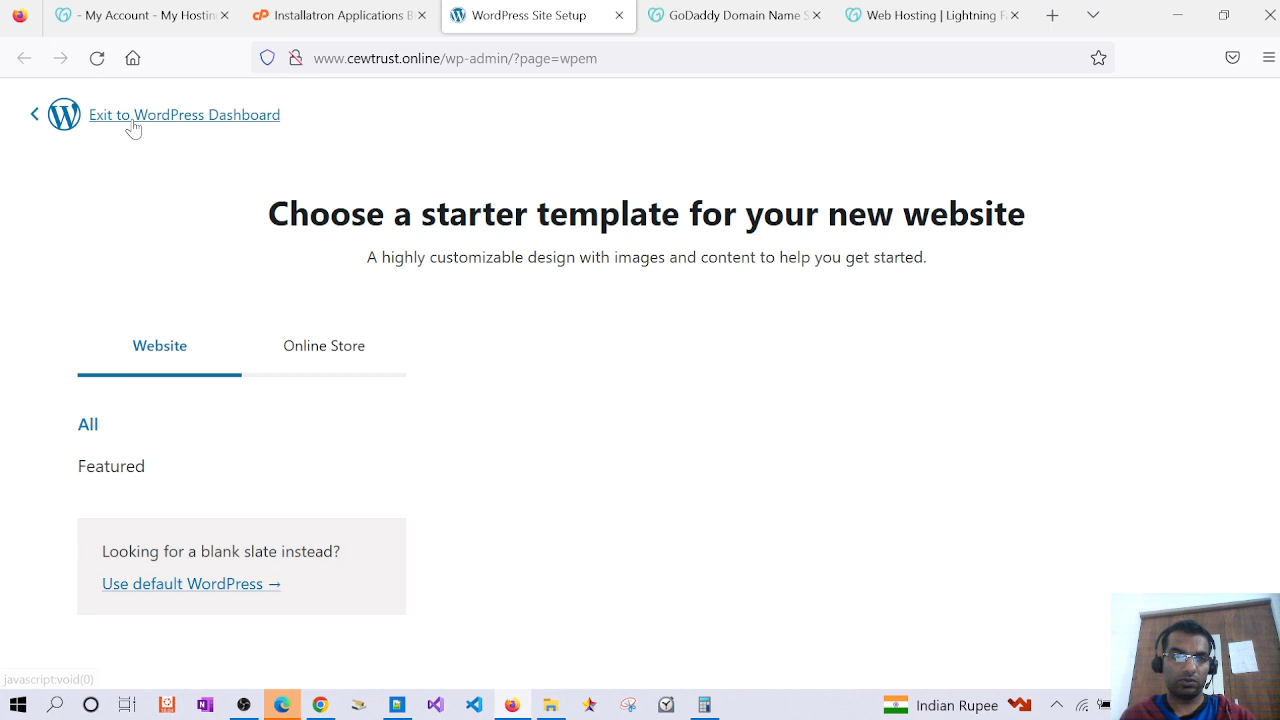 - My Account - My Hostin
Installatron Applications B
WordPress Site Setup
GoDaddy Domain Name S
Web Hosting | Lightning F
www.cewtrust.online/wp-admin/?page=wpem
Exit to WordPress Dashboard
Choose a starter template for your new website
A highly customizable design with images and content to help you get started.
Website
Online Store
All
Featured
Looking for a blank slate instead?
Use default WordPress →
javascript:void(0)
Indian Rupee